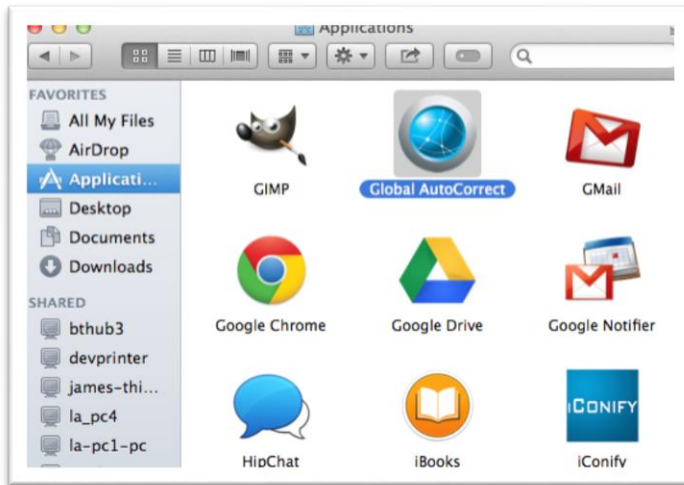 Applications
FAVORITES
All My Files
AirDrop
Applicati...
Desktop
Documents
Downloads
SHARED
bthub3
devprinter
james-thi...
la_pc4
la-pc1-pc
GIMP
Global AutoCorrect
GMail
Google Chrome
Google Drive
Google Notifier
iCONIFY
HipChat
iBooks
iConify